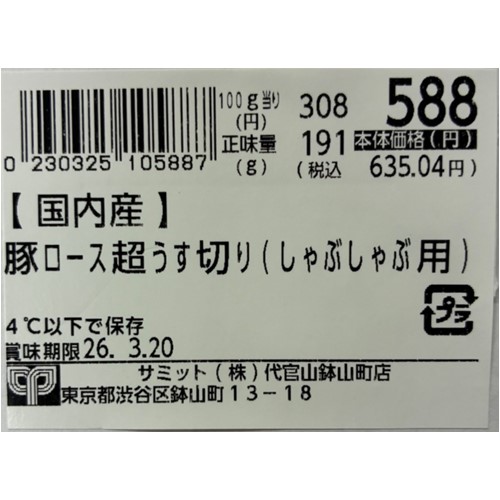 100g当り(円) 308 588
正味量(g) 191 本体価格(円)
(税込 635.04円)
0 230325 105887
【国内産】
豚ロース超うす切り(しゃぶしゃぶ用)
プラ
4℃以下で保存
賞味期限26. 3.20
サミット(株)代官山鉢山町店
東京都渋谷区鉢山町13-18